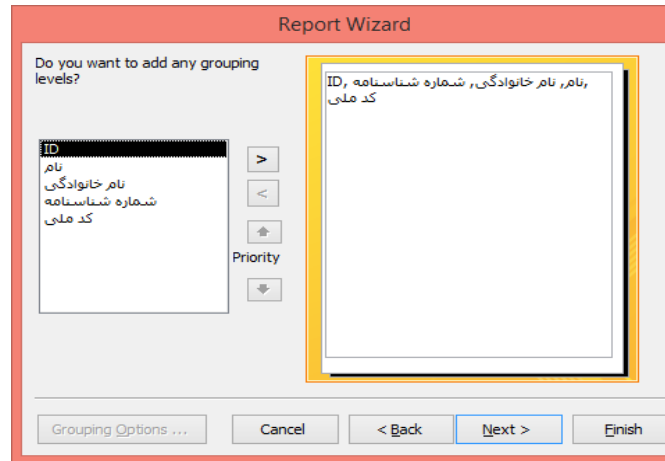 Report Wizard
Do you want to add any grouping
levels?
ID
نام
نام خانوادگی
شماره شناسنامه
کد ملی
>
<
Priority
ID, نام, نام خانوادگی, شماره شناسنامه,
کد ملی
Grouping Options ...
Cancel
< Back
Next >
Finish